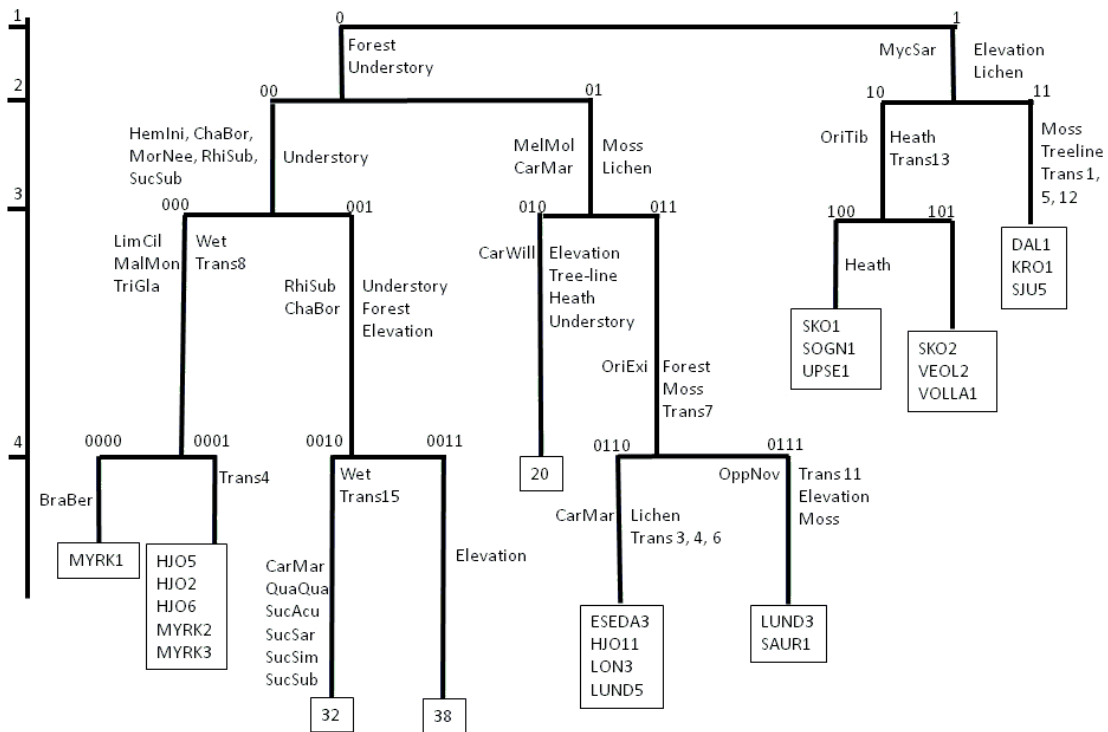 1
0
1
Forest
Understory
MycSar
Elevation
Lichen
2
00
01
10
11
HemIni, ChaBor,
MorNee, RhiSub,
SucSub
Understory
MelMol
CarMar
Moss
Lichen
OriTib
Heath
Trans13
Moss
Treeline
Trans 1,
5, 12
3
000
001
010
011
100
101
LimCil
MalMon
TriGla
Wet
Trans8
RhiSub
ChaBor
Understory
Forest
Elevation
CarWill
Elevation
Tree-line
Heath
Understory
OriExi
Forest
Moss
Trans7
Heath
DAL1
KRO1
SJU5
SKO1
SOGN1
UPSE1
SKO2
VEOL2
VOLLA1
4
0000
0001
0010
0011
0110
0111
BraBer
Trans4
Wet
Trans15
20
OppNov
Trans 11
Elevation
Moss
CarMar
Lichen
Trans 3, 4, 6
Elevation
MYRK1
HJO5
HJO2
HJO6
MYRK2
MYRK3
CarMar
QuaQua
SucAcu
SucSar
SucSim
SucSub
ESEDA3
HJO11
LON3
LUND5
LUND3
SAUR1
32
38